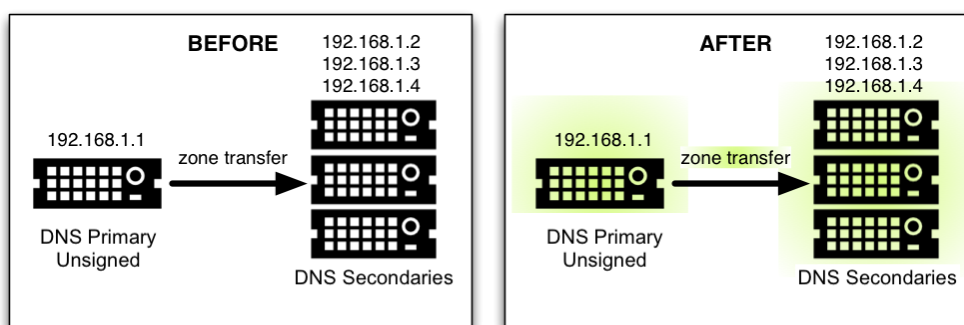 BEFORE
192.168.1.2
192.168.1.3
192.168.1.4
192.168.1.1
zone transfer
DNS Primary
Unsigned
DNS Secondaries
AFTER
192.168.1.2
192.168.1.3
192.168.1.4
192.168.1.1
zone transfer
DNS Primary
Unsigned
DNS Secondaries